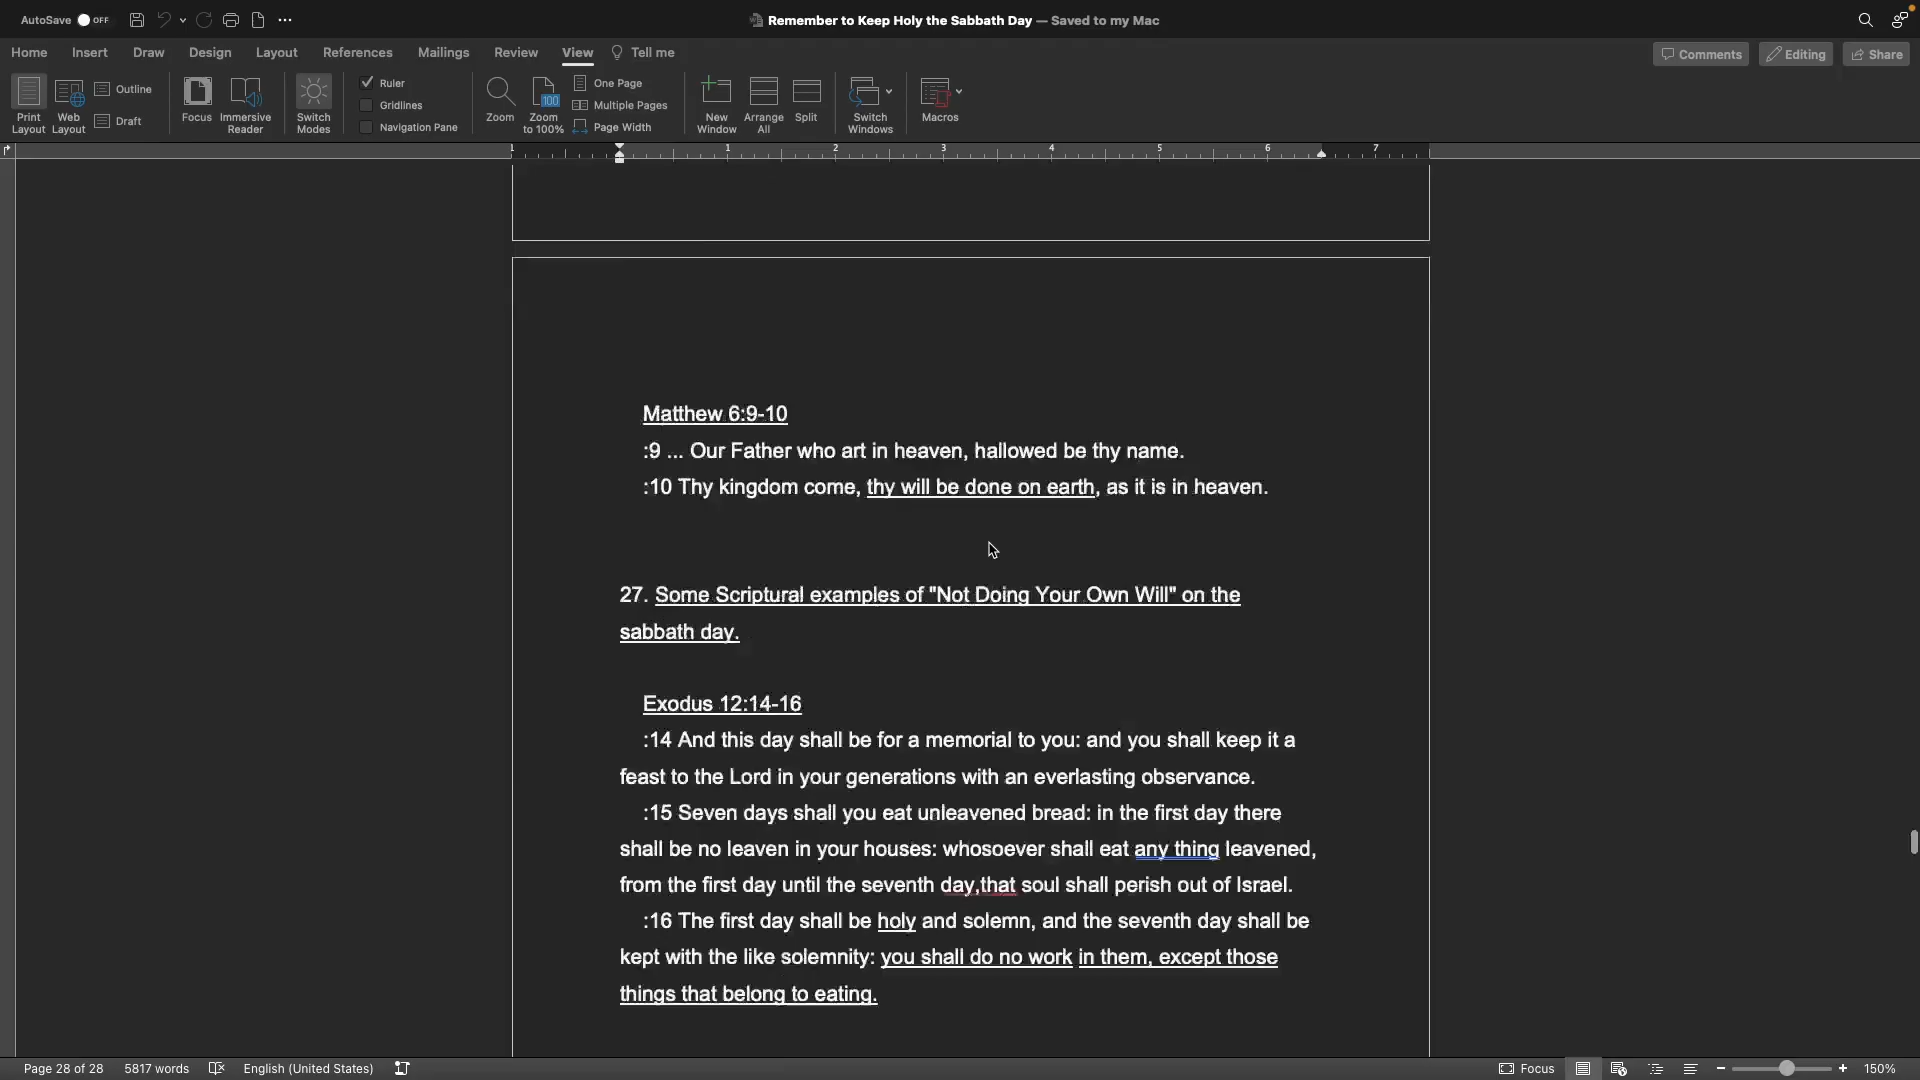 AutoSave OFF
Remember to Keep Holy the Sabbath Day — Saved to my Mac
Home Insert Draw Design Layout References Mailings Review View Tell me
Comments Editing Share
Print Layout
Web Layout
Outline
Draft
Focus
Immersive Reader
Switch Modes
Ruler
Gridlines
Navigation Pane
Zoom
100
Zoom to 100%
One Page
Multiple Pages
Page Width
New Window
Arrange All
Split
Switch Windows
Macros
1 1 2 3 4 5 6 7
Matthew 6:9-10
:9 ... Our Father who art in heaven, hallowed be thy name.
:10 Thy kingdom come, thy will be done on earth, as it is in heaven.
27. Some Scriptural examples of "Not Doing Your Own Will" on the
sabbath day.
Exodus 12:14-16
:14 And this day shall be for a memorial to you: and you shall keep it a
feast to the Lord in your generations with an everlasting observance.
:15 Seven days shall you eat unleavened bread: in the first day there
shall be no leaven in your houses: whosoever shall eat any thing leavened,
from the first day until the seventh day,that soul shall perish out of Israel.
:16 The first day shall be holy and solemn, and the seventh day shall be
kept with the like solemnity: you shall do no work in them, except those
things that belong to eating.
Page 28 of 28 5817 words English (United States) Focus 150%